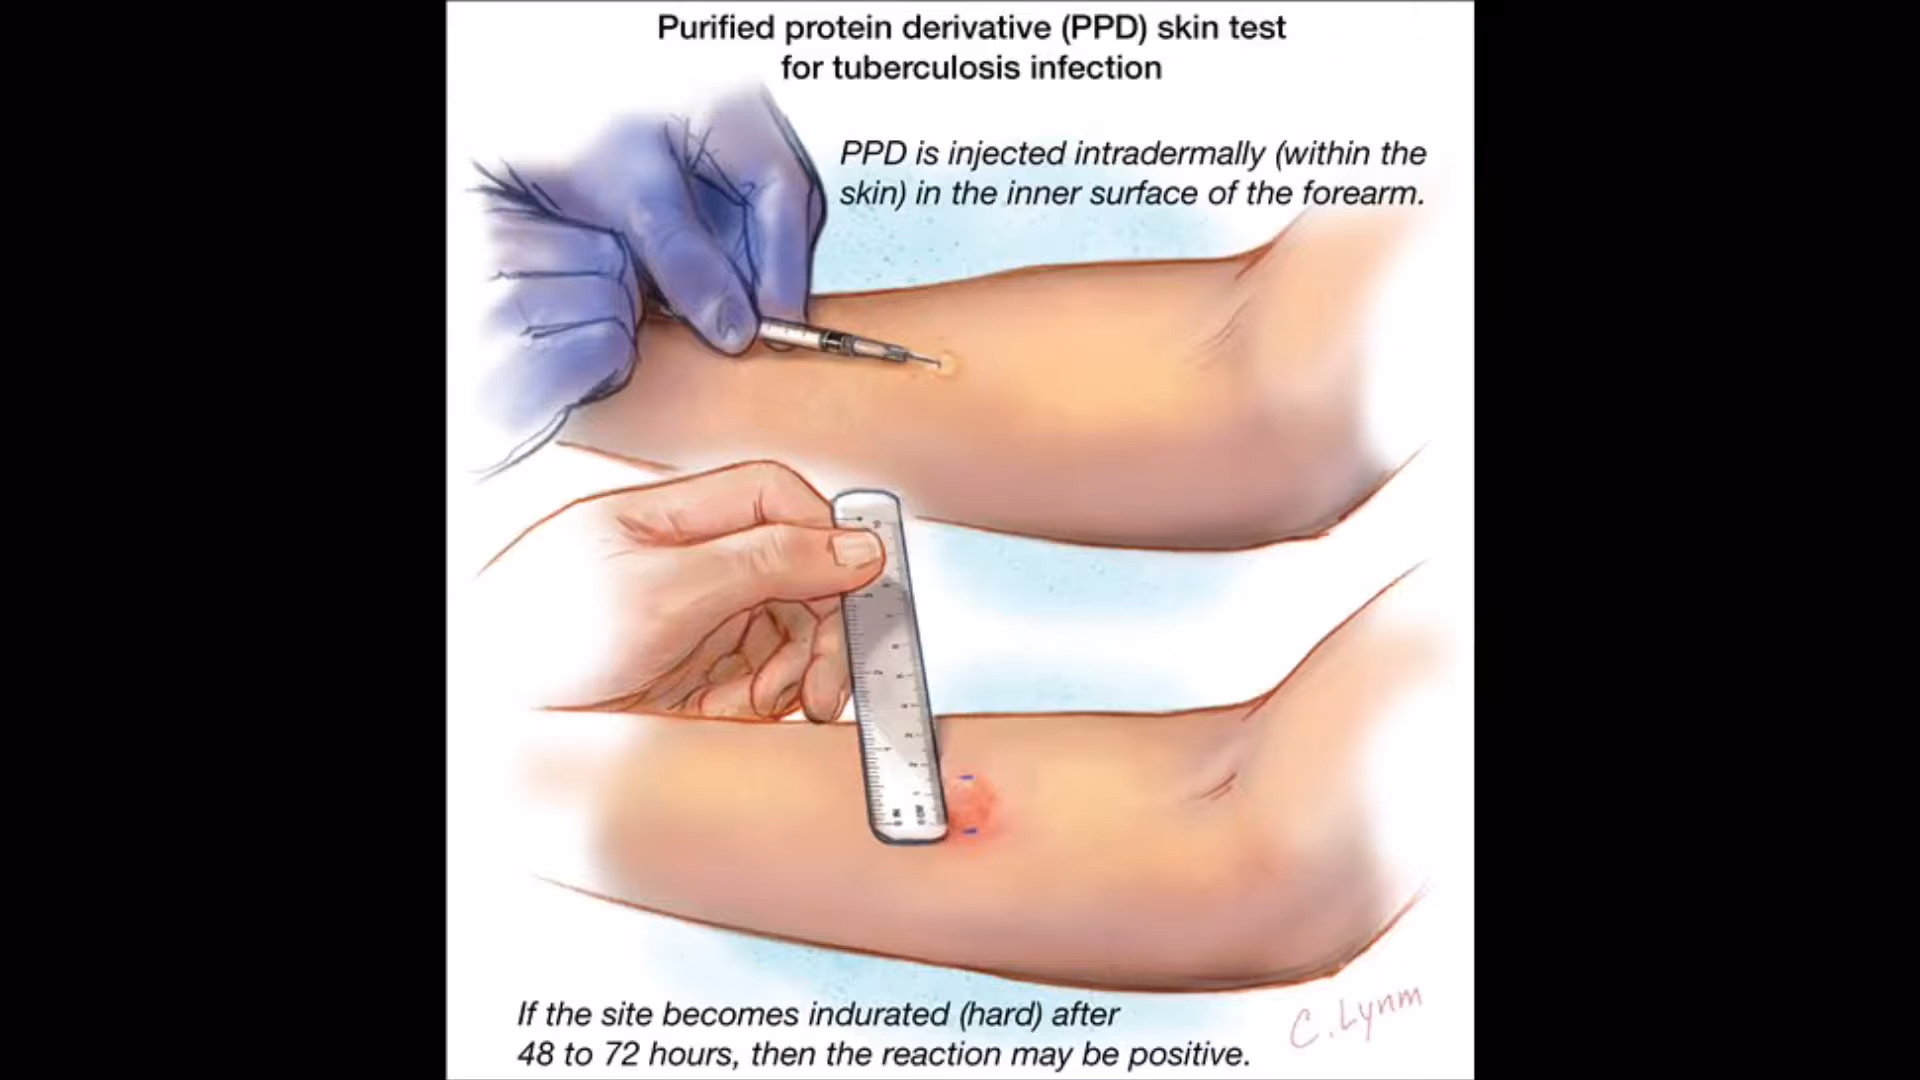 Purified protein derivative (PPD) skin test
for tuberculosis infection
PPD is injected intradermally (within the
skin) in the inner surface of the forearm.
If the site becomes indurated (hard) after
48 to 72 hours, then the reaction may be positive.
C. Lynm